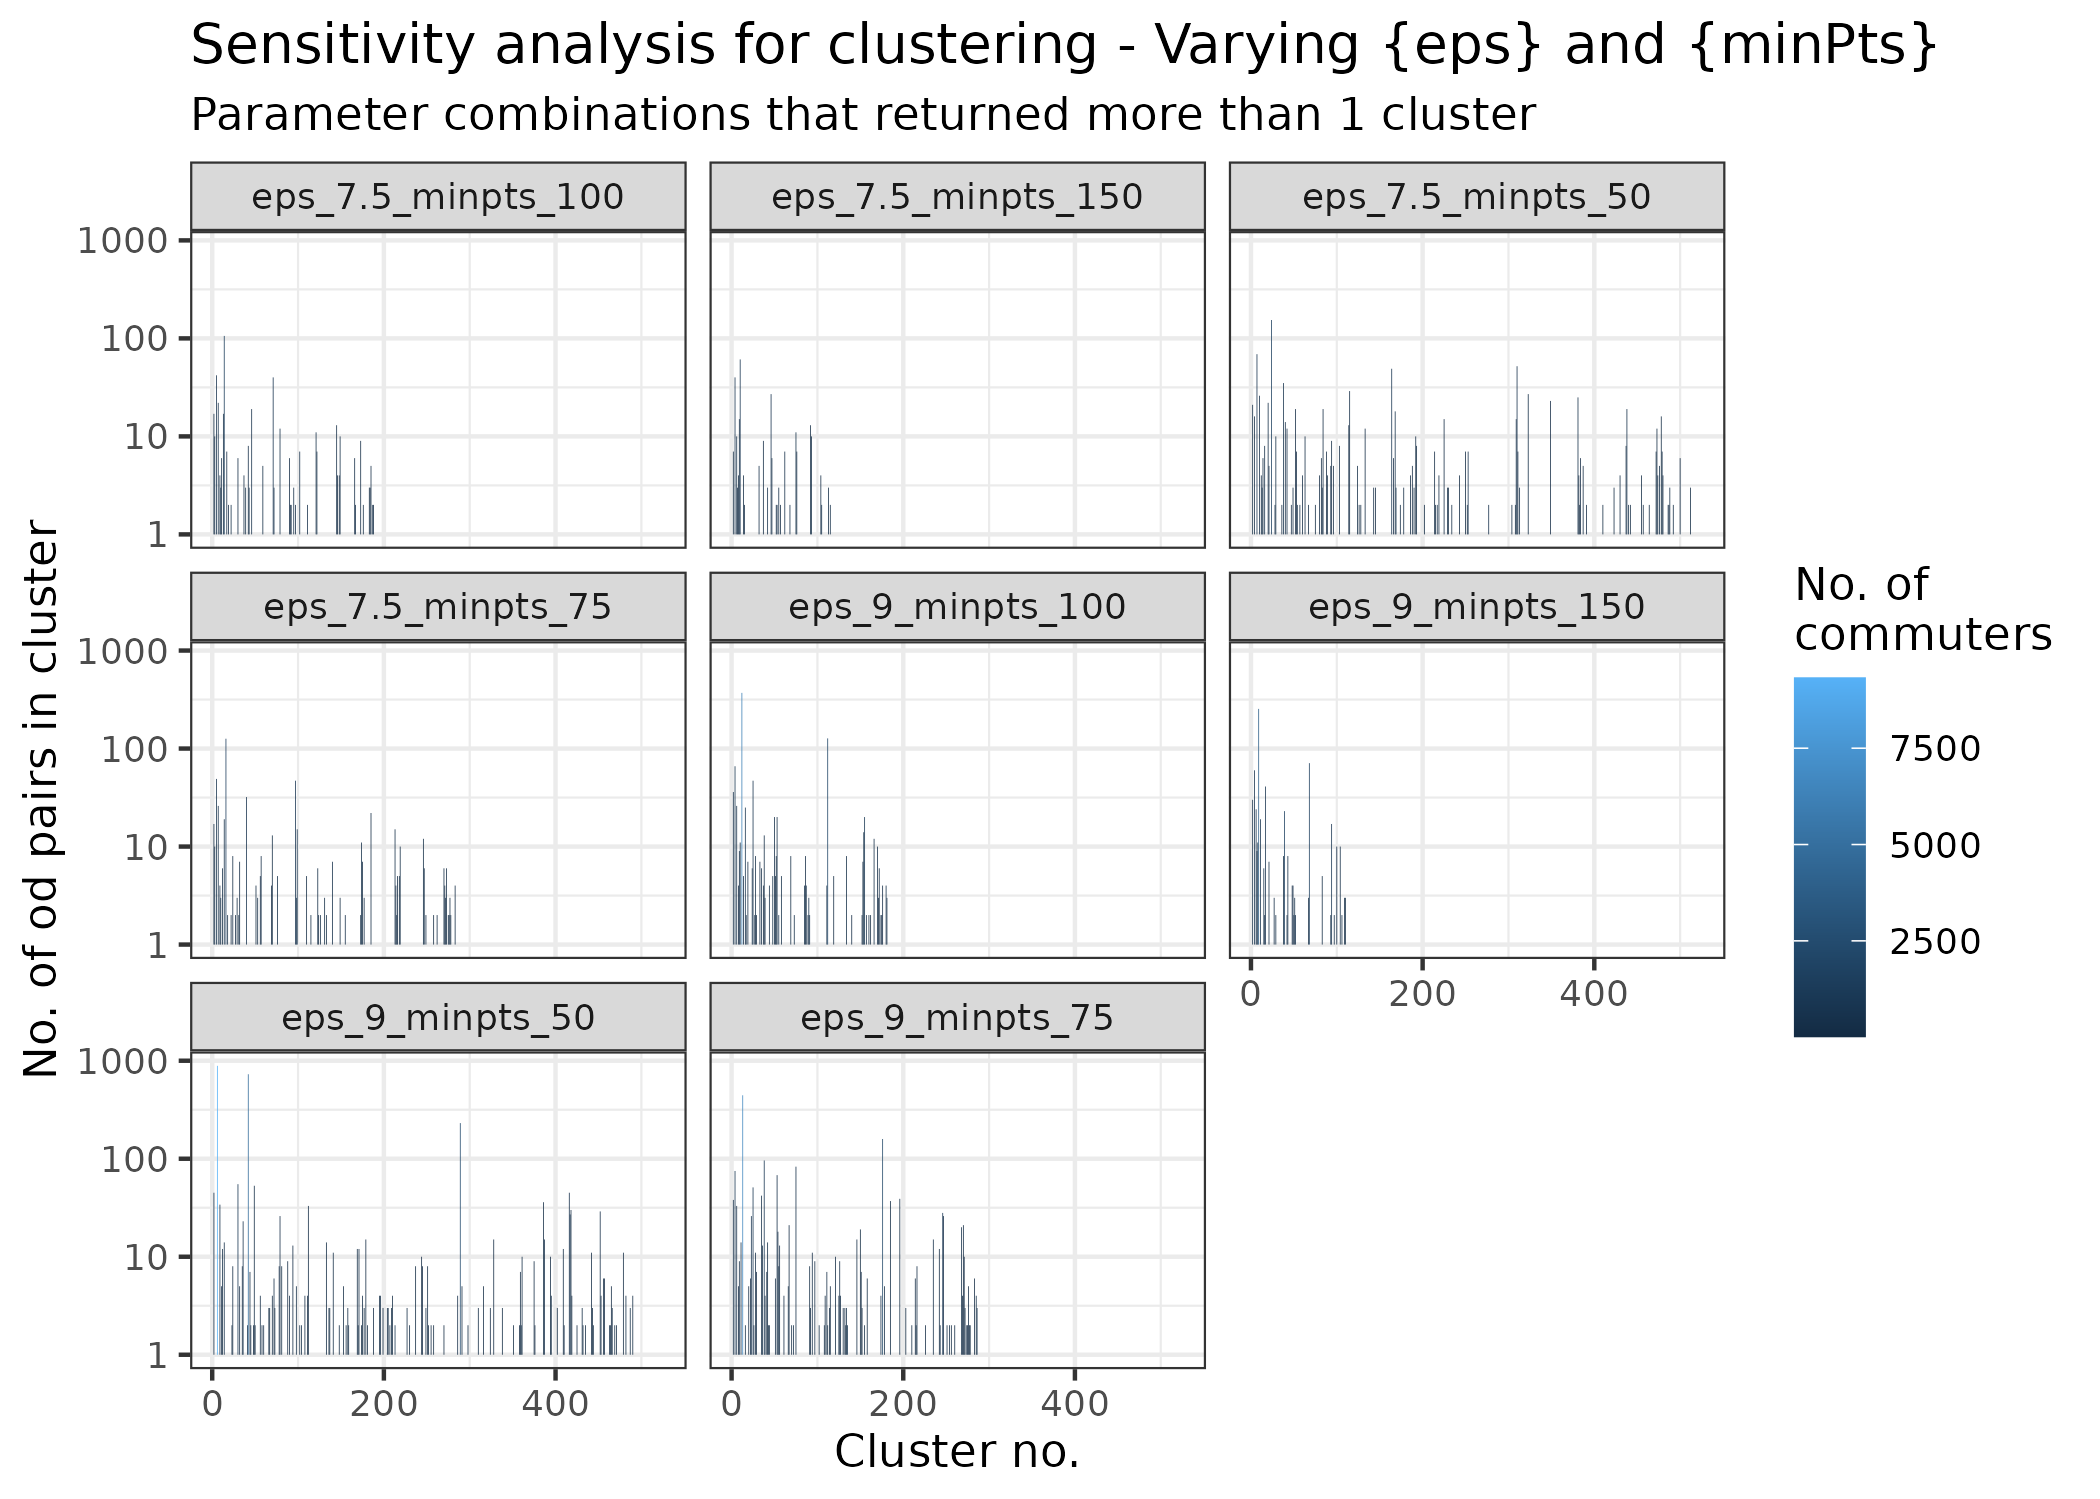 Sensitivity analysis for clustering - Varying {eps} and {minPts}
Parameter combinations that returned more than 1 cluster
eps_7.5_minpts_100
eps_7.5_minpts_150
eps_7.5_minpts_50
1000
100
10
1
eps_7.5_minpts_75
eps_9_minpts_100
eps_9_minpts_150
1000
100
10
1
0 200 400
eps_9_minpts_50
eps_9_minpts_75
1000
100
10
1
0 200 400
0 200 400
Cluster no.
No. of od pairs in cluster
No. of
commuters
7500
5000
2500